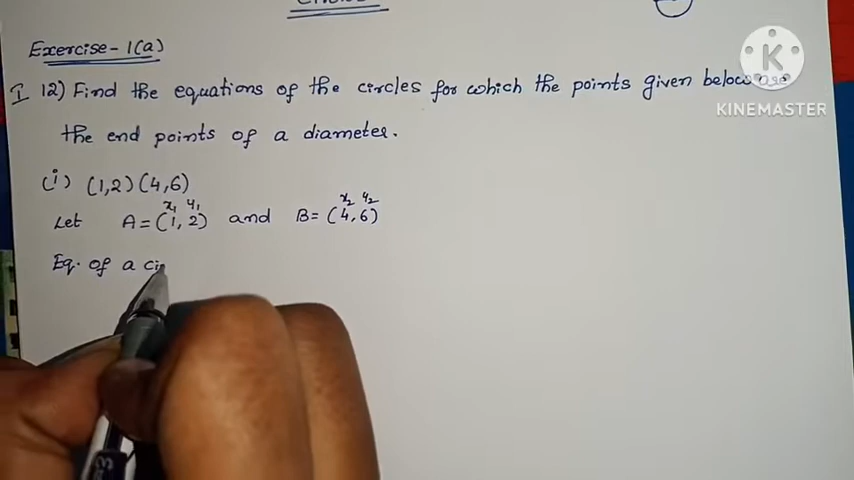 Exercise - 1(a)
I 12) Find the equations of the circles for which the points given below are
the end points of a diameter.
(i) (1,2) (4,6)
x₁ y₁ x₂ y₂
Let A = (1, 2) and B = (4, 6)
Eq. of a ci
K
KINEMASTER